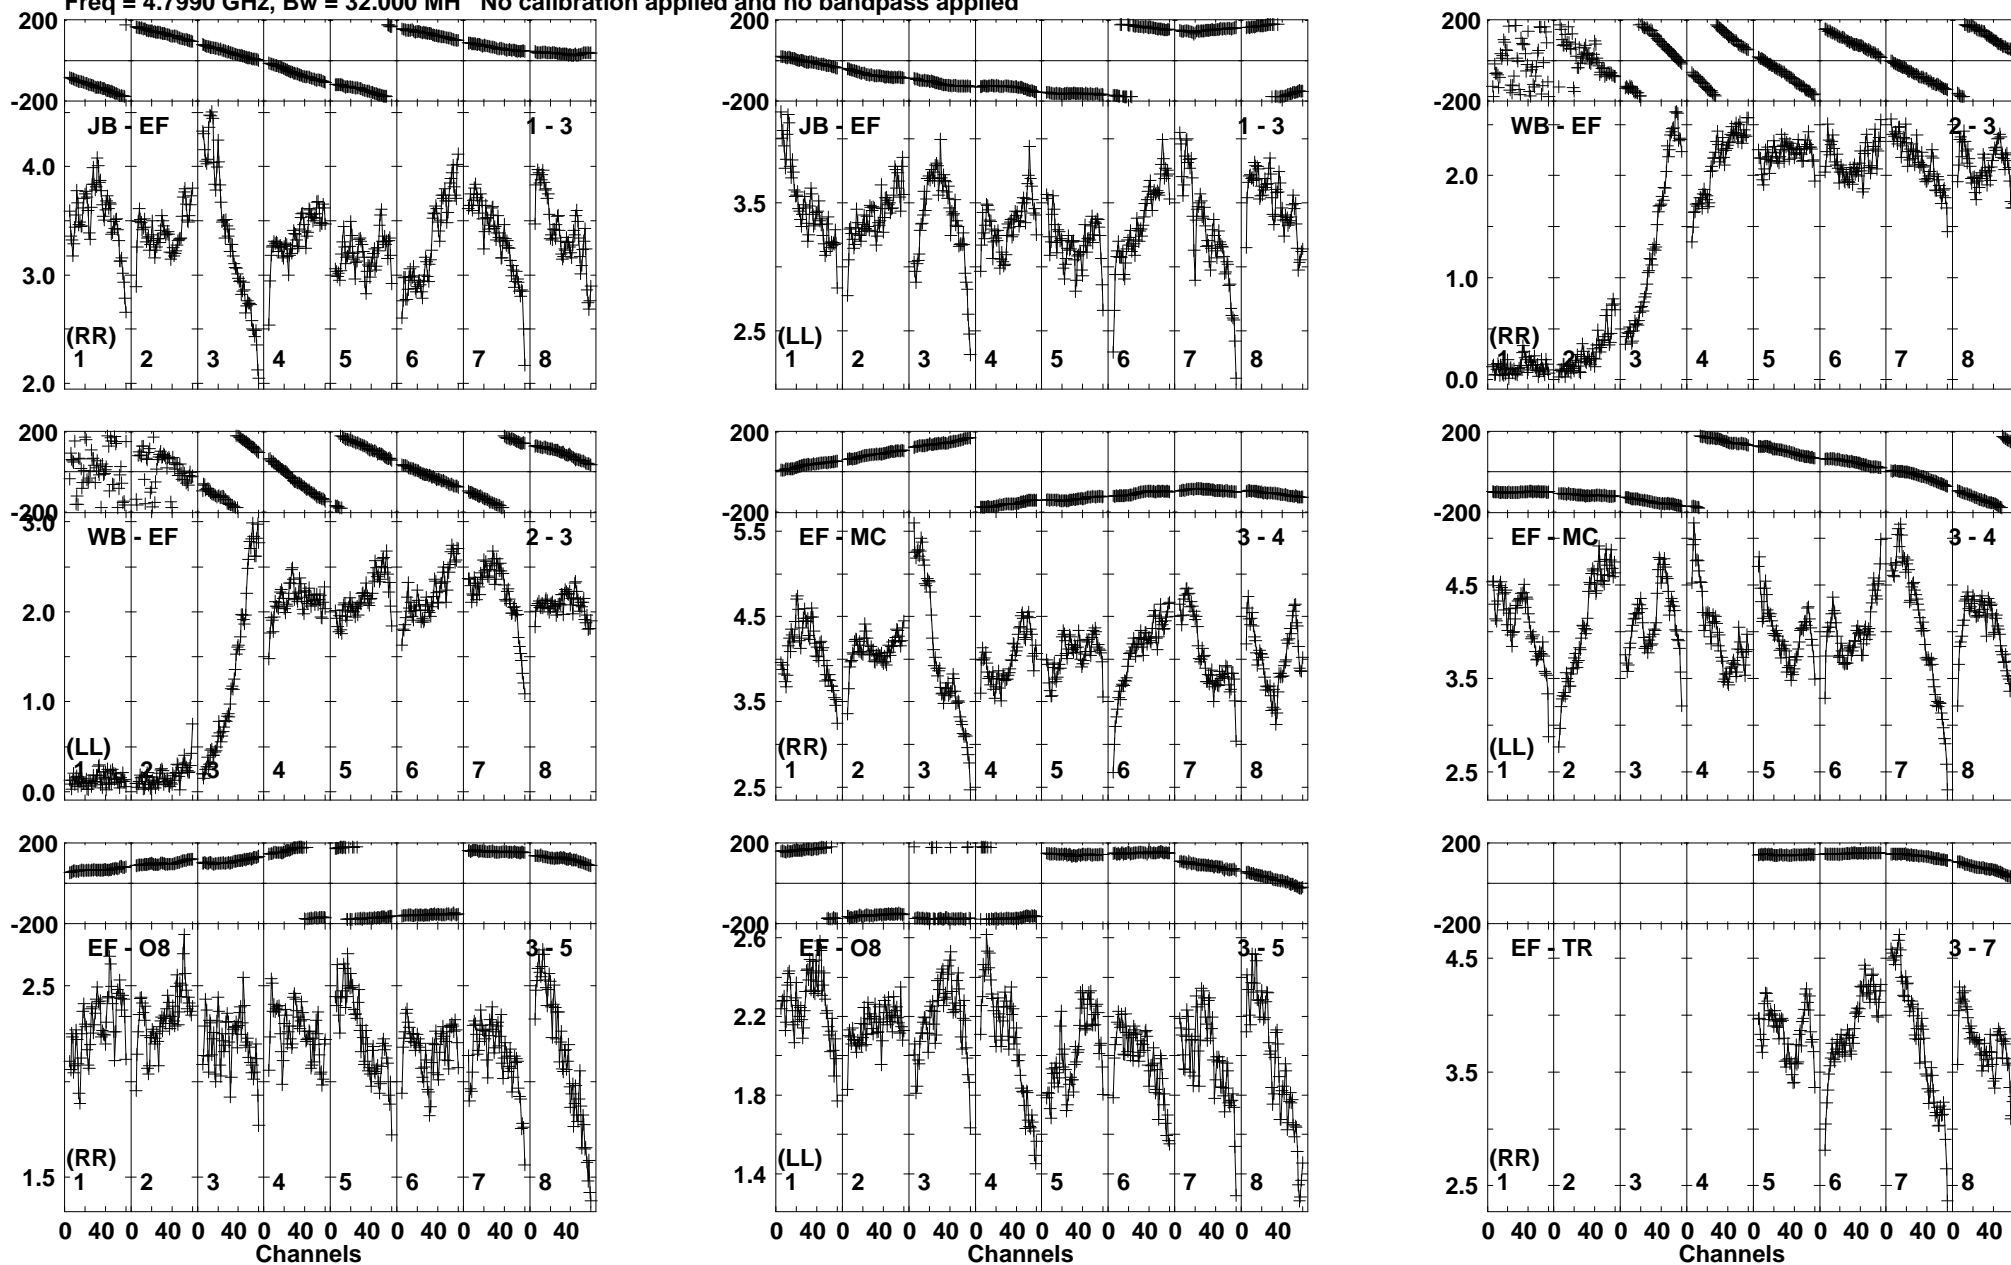 Freq = 4.7990 GHz, Bw = 32.000 MH No calibration applied and no bandpass applied
200 200 200
-200 -200 -200
JB - EF 1 - 3 JB - EF 1 - 3 WB - EF 2 - 3
4.0 3.5 2.0
3.0 2.5 1.0
(RR) (LL) (RR)
1 2 3 4 5 6 7 8 1 2 3 4 5 6 7 8 1 2 3 4 5 6 7 8
2.0 0.0
200 200 200
-200 -200 -200
3.0 5.5
WB - EF 2 - 3 EF - MC 3 - 4 EF - MC 3 - 4
2.0 4.5 4.5
1.0 3.5 3.5
(LL) (RR) (LL)
1 2 3 4 5 6 7 8 1 2 3 4 5 6 7 8 1 2 3 4 5 6 7 8
0.0 2.5 2.5
200 200 200
-200 -200 -200
2.6
EF - O8 3 - 5 EF - O8 3 - 5 EF - TR 3 - 7
2.5 2.2 4.5
1.8 3.5
(RR) (LL) (RR)
1.5 1.4 2.5
1 2 3 4 5 6 7 8 1 2 3 4 5 6 7 8 1 2 3 4 5 6 7 8
0 40 0 40 0 40 0 40 0 40 0 40 0 40 0 40 0 40 0 40 0 40 0 40 0 40 0 40 0 40 0 40 0 40 0 40 0 40 0 40 0 40 0 40 0 40 0 40
Channels Channels Channels